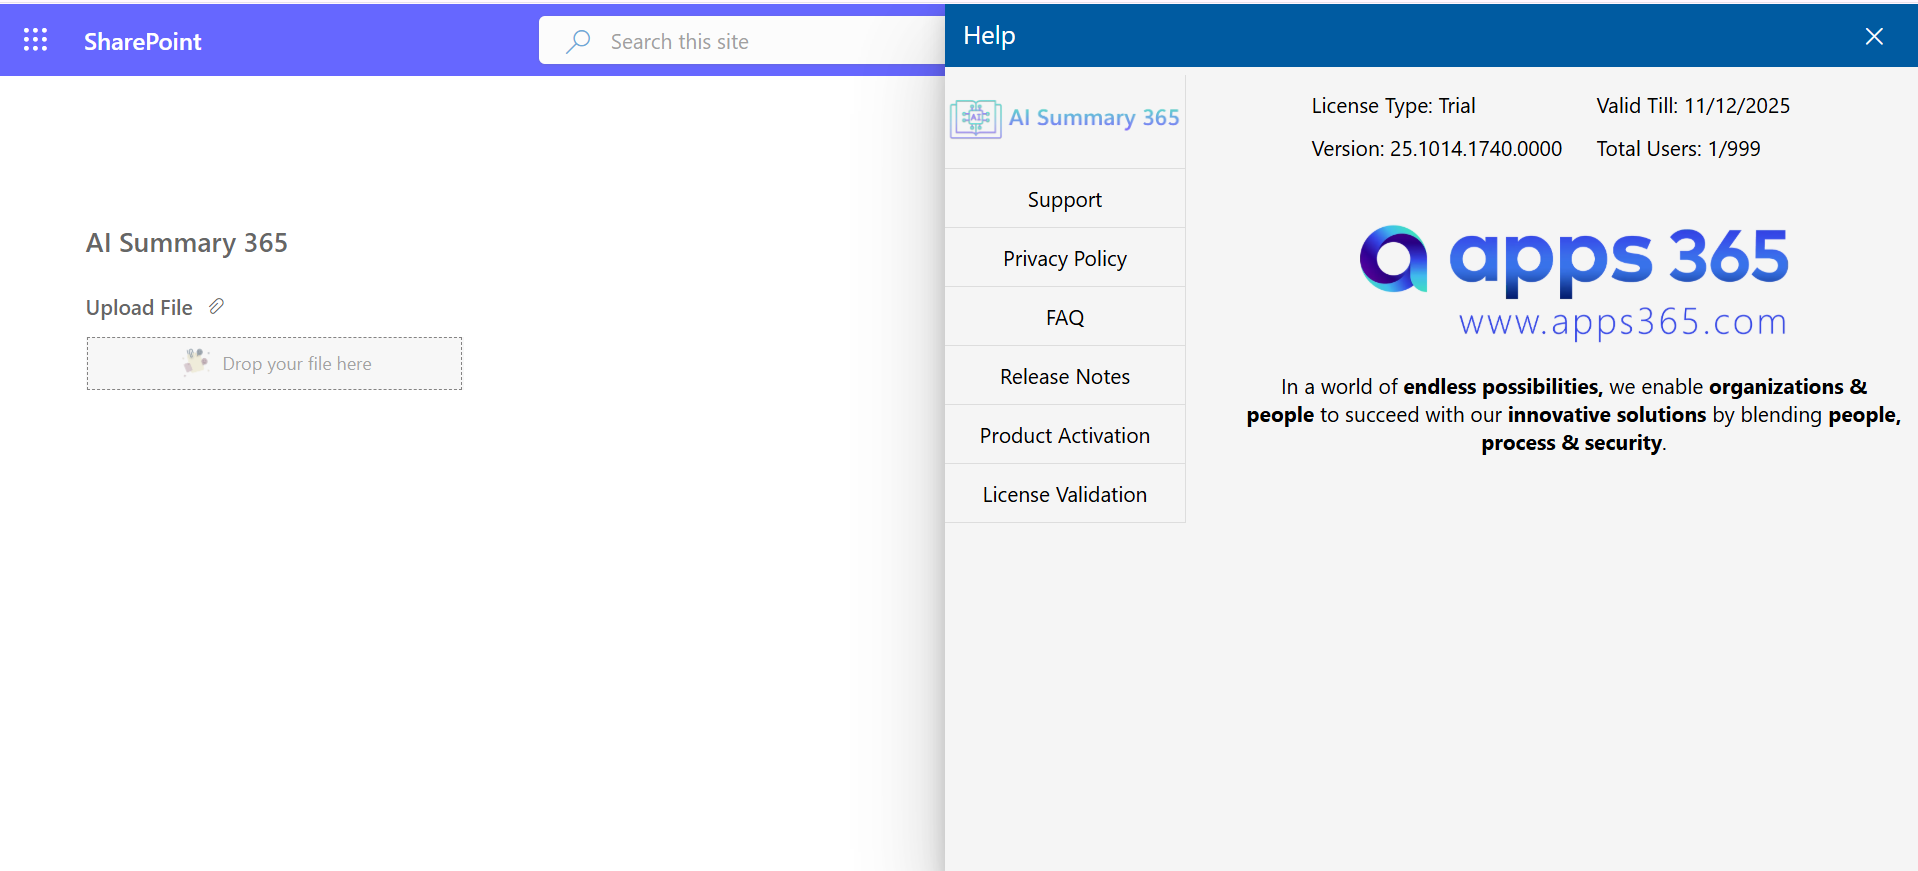 SharePoint
Search this site
AI Summary 365
Upload File
Drop your file here
Help
AI
AI Summary 365
Support
Privacy Policy
FAQ
Release Notes
Product Activation
License Validation
License Type: Trial
Valid Till: 11/12/2025
Version: 25.1014.1740.0000
Total Users: 1/999
apps 365
www.apps365.com
In a world of endless possibilities, we enable organizations &
people to succeed with our innovative solutions by blending people,
process & security.